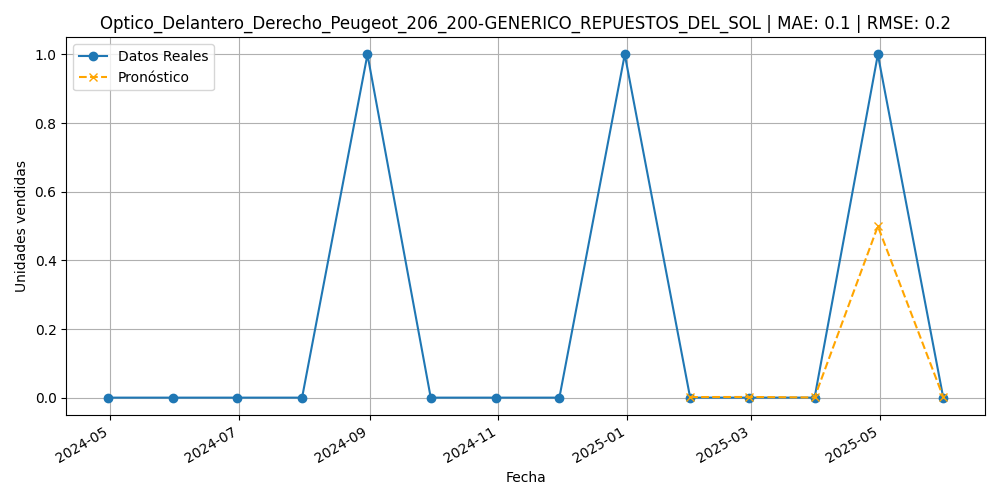 Optico_Delantero_Derecho_Peugeot_206_200-GENERICO_REPUESTOS_DEL_SOL | MAE: 0.1 | RMSE: 0.2
Datos Reales
Pronóstico
Unidades vendidas
1.0
0.8
0.6
0.4
0.2
0.0
2024-05
2024-07
2024-09
2024-11
2025-01
2025-03
2025-05
Fecha